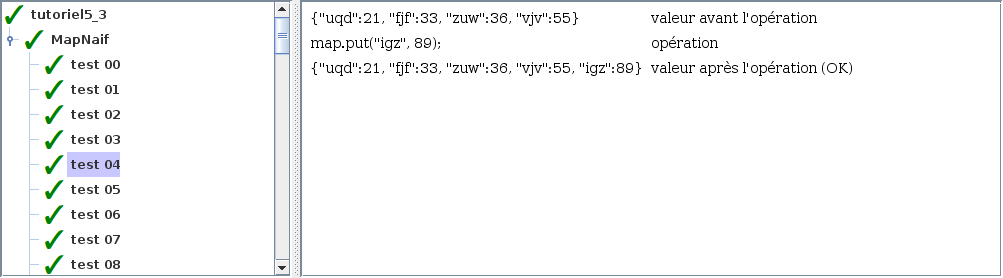 tutoriel5_3
MapNaif
test 00
test 01
test 02
test 03
test 04
test 05
test 06
test 07
test 08
{"uqd":21, "fjf":33, "zuw":36, "vjv":55} valeur avant l'opération
map.put("igz", 89); opération
{"uqd":21, "fjf":33, "zuw":36, "vjv":55, "igz":89} valeur après l'opération (OK)